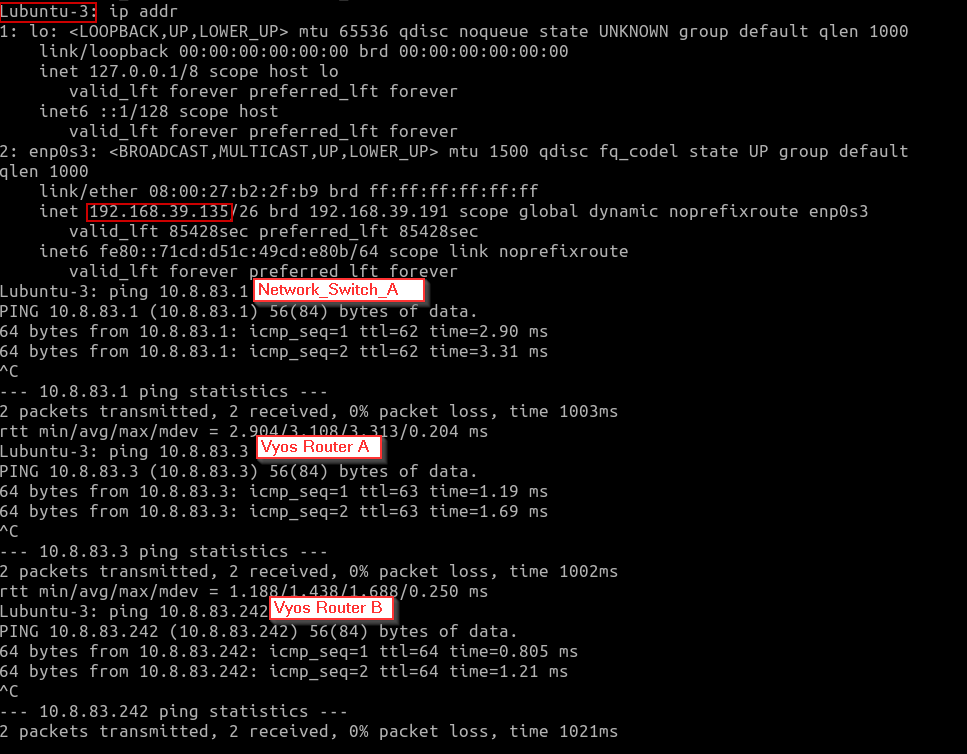 Lubuntu-3: ip addr
1: lo: <LOOPBACK,UP,LOWER_UP> mtu 65536 qdisc noqueue state UNKNOWN group default qlen 1000
    link/loopback 00:00:00:00:00:00 brd 00:00:00:00:00:00
    inet 127.0.0.1/8 scope host lo
       valid_lft forever preferred_lft forever
    inet6 ::1/128 scope host
       valid_lft forever preferred_lft forever
2: enp0s3: <BROADCAST,MULTICAST,UP,LOWER_UP> mtu 1500 qdisc fq_codel state UP group default
qlen 1000
    link/ether 08:00:27:b2:2f:b9 brd ff:ff:ff:ff:ff:ff
    inet 192.168.39.135/26 brd 192.168.39.191 scope global dynamic noprefixroute enp0s3
       valid_lft 85428sec preferred_lft 85428sec
    inet6 fe80::71cd:d51c:49cd:e80b/64 scope link noprefixroute
       valid_lft forever preferred_lft forever
Lubuntu-3: ping 10.8.83.1 Network_Switch_A
PING 10.8.83.1 (10.8.83.1) 56(84) bytes of data.
64 bytes from 10.8.83.1: icmp_seq=1 ttl=62 time=2.90 ms
64 bytes from 10.8.83.1: icmp_seq=2 ttl=62 time=3.31 ms
^C
--- 10.8.83.1 ping statistics ---
2 packets transmitted, 2 received, 0% packet loss, time 1003ms
rtt min/avg/max/mdev = 2.904/3.108/3.313/0.204 ms
Lubuntu-3: ping 10.8.83.3 Vyos Router A
PING 10.8.83.3 (10.8.83.3) 56(84) bytes of data.
64 bytes from 10.8.83.3: icmp_seq=1 ttl=63 time=1.19 ms
64 bytes from 10.8.83.3: icmp_seq=2 ttl=63 time=1.69 ms
^C
--- 10.8.83.3 ping statistics ---
2 packets transmitted, 2 received, 0% packet loss, time 1002ms
rtt min/avg/max/mdev = 1.188/1.438/1.688/0.250 ms
Lubuntu-3: ping 10.8.83.242 Vyos Router B
PING 10.8.83.242 (10.8.83.242) 56(84) bytes of data.
64 bytes from 10.8.83.242: icmp_seq=1 ttl=64 time=0.805 ms
64 bytes from 10.8.83.242: icmp_seq=2 ttl=64 time=1.21 ms
^C
--- 10.8.83.242 ping statistics ---
2 packets transmitted, 2 received, 0% packet loss, time 1021ms